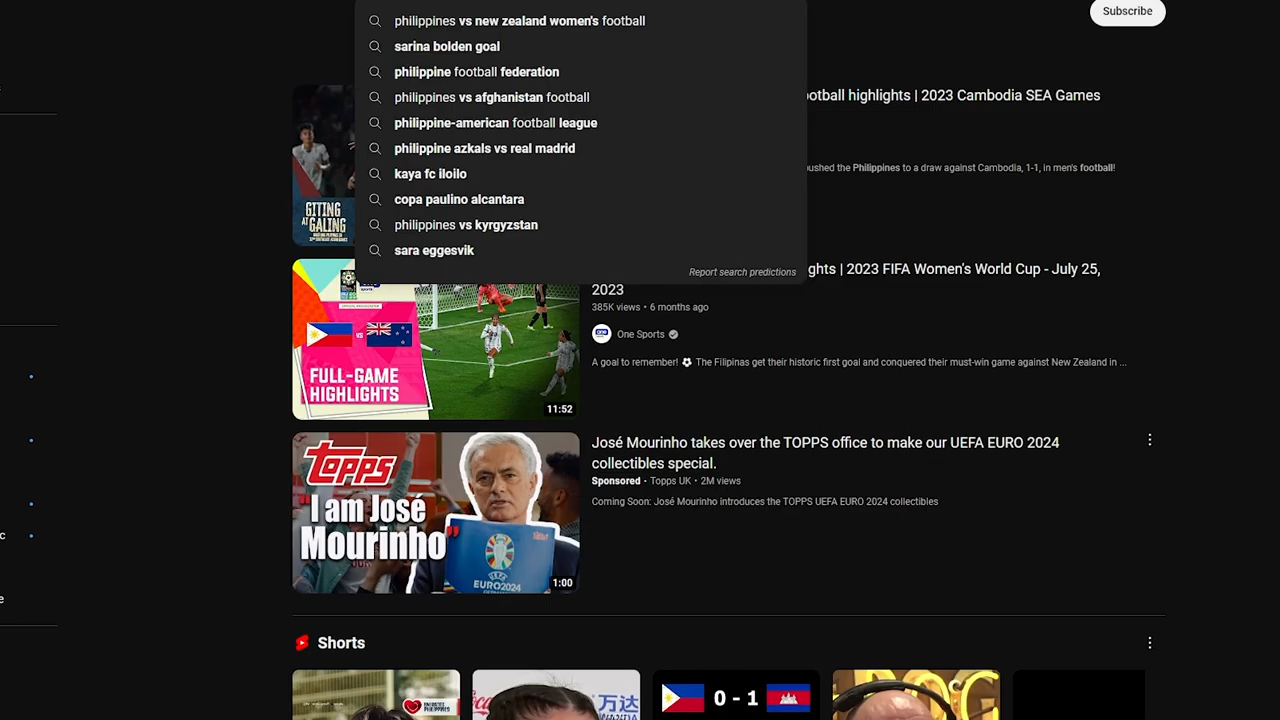 philippines vs new zealand women's football
Subscribe
sarina bolden goal
philippine football federation
philippines vs afghanistan football
ootball highlights | 2023 Cambodia SEA Games
philippine-american football league
philippine azkals vs real madrid
ushed the Philippines to a draw against Cambodia, 1-1, in men's football!
kaya fc iloilo
copa paulino alcantara
philippines vs kyrgyzstan
sara eggesvik
Report search predictions
GITING
AT GALING
ghts | 2023 FIFA Women's World Cup - July 25,
2023
385K views • 6 months ago
VS
One Sports
A goal to remember! ⚽ The Filipinas get their historic first goal and conquered their must-win game against New Zealand in ...
FULL-GAME
HIGHLIGHTS
11:52
José Mourinho takes over the TOPPS office to make our UEFA EURO 2024
collectibles special.
Sponsored • Topps UK • 2M views
Coming Soon: José Mourinho introduces the TOPPS UEFA EURO 2024 collectibles
topps
"I am José
Mourinho"
UEFA
EURO2024
1:00
c
e
Shorts
0 - 1
万达